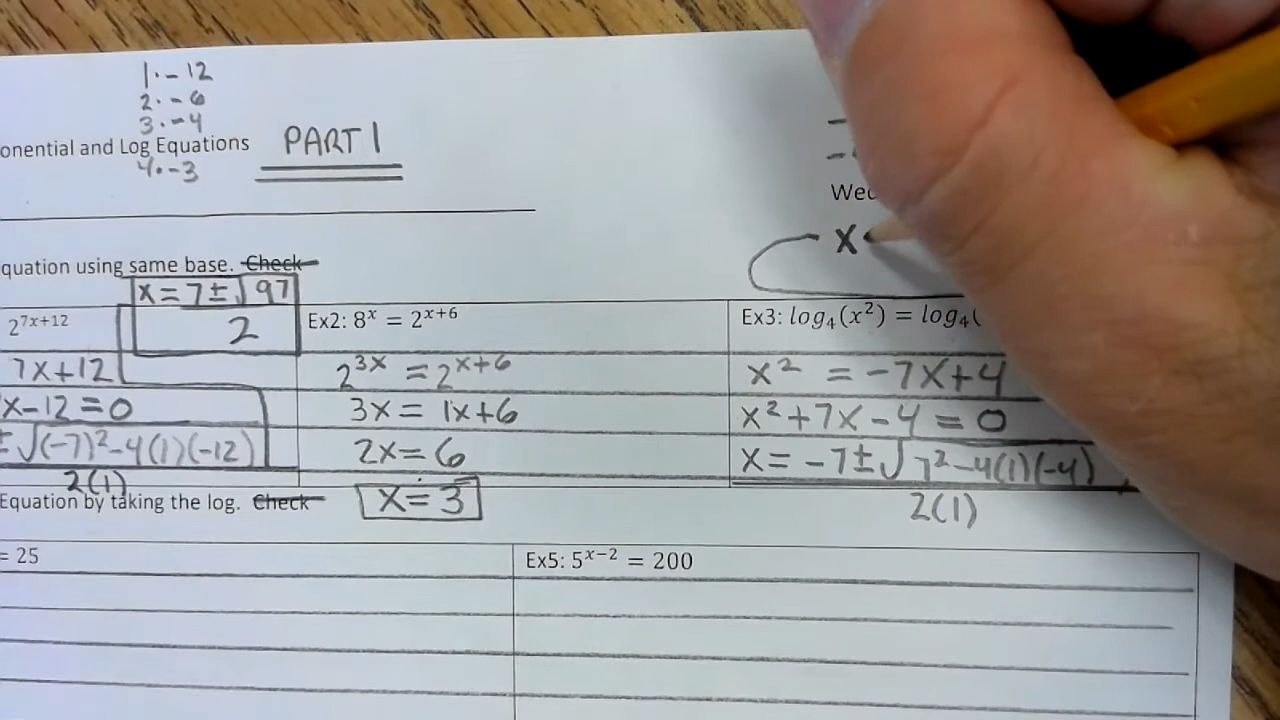 1·-12
2·-6
3·-4
onential and Log Equations
PART 1
4·-3
x
quation using same base. Check
x = 7 ± √97
2
2^{7x+12}
7x+12
x-12=0
± √(-7)²-4(1)(-12)
2(1)
Ex2: 8^x = 2^{x+6}
2^{3x} = 2^{x+6}
3x = 1x+6
2x = 6
x = 3
Ex3: log₄(x²) = log₄(
x² = -7x+4
x²+7x-4 = 0
x = -7 ± √7²-4(1)(-4)
2(1)
Equation by taking the log. Check
= 25
Ex5: 5^{x-2} = 200